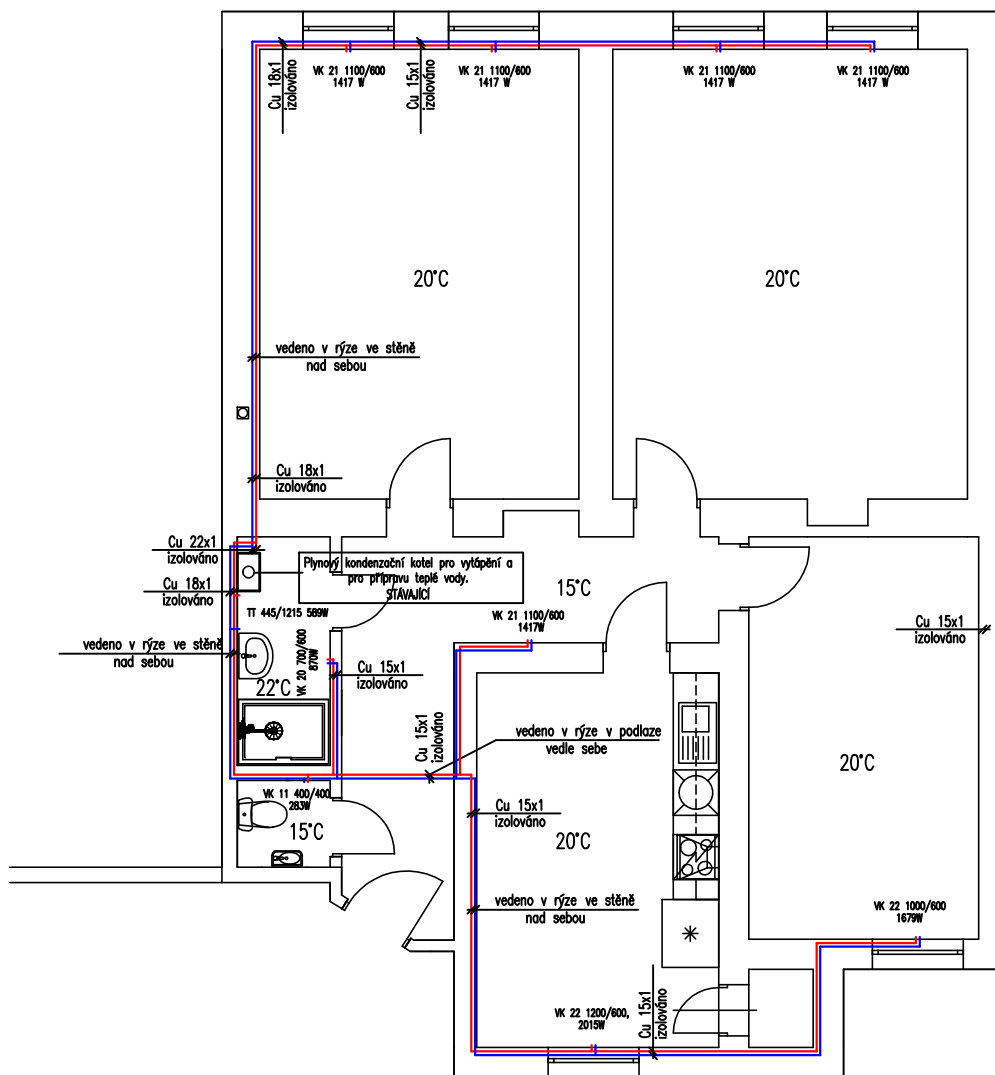 VK 21 1100/600
1417 W
VK 21 1100/600
1417 W
VK 21 1100/600
1417 W
VK 21 1100/600
1417 W
Cu 18x1
izolováno
Cu 15x1
izolováno
20°C
20°C
vedeno v rýze ve stěně
nad sebou
Cu 18x1
izolováno
Cu 22x1
izolováno
Plynový kondenzační kotel pro vytápění a
pro přípravu teplé vody.
STÁVAJÍCÍ
Cu 18x1
izolováno
15°C
TT 445/1215 589W
VK 21 1100/600
1417W
Cu 15x1
izolováno
vedeno v rýze ve stěně
nad sebou
VK 20 700/600
870W
Cu 15x1
izolováno
22°C
Cu 15x1
izolováno
vedeno v rýze v podlaze
vedle sebe
20°C
VK 11 400/400
283W
15°C
Cu 15x1
izolováno
20°C
vedeno v rýze ve stěně
nad sebou
VK 22 1000/600
1679W
VK 22 1200/600,
2015W
Cu 15x1
izolováno